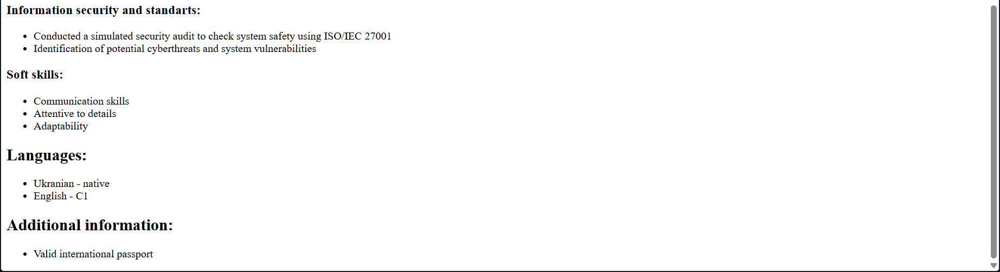 Information security and standarts:
• Conducted a simulated security audit to check system safety using ISO/IEC 27001
• Identification of potential cyberthreats and system vulnerabilities
Soft skills:
• Communication skills
• Attentive to details
• Adaptability
Languages:
• Ukranian - native
• English - C1
Additional information:
• Valid international passport